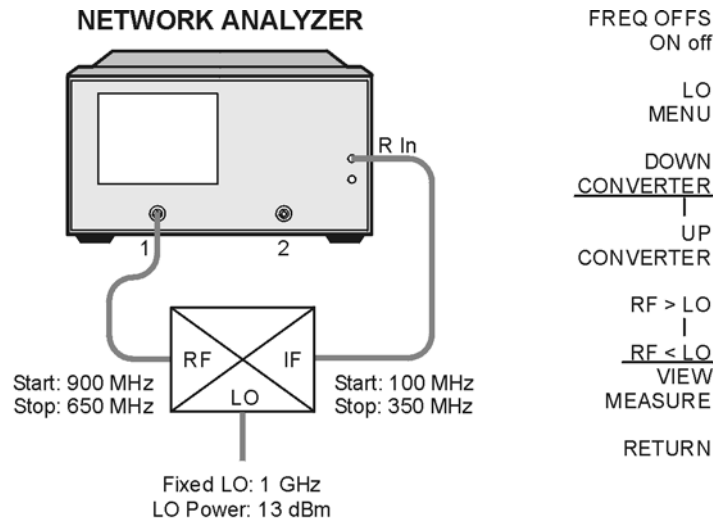 NETWORK ANALYZER
R In
1
2
RF
IF
LO
Start: 900 MHz
Stop: 650 MHz
Start: 100 MHz
Stop: 350 MHz
Fixed LO: 1 GHz
LO Power: 13 dBm
FREQ OFFS
ON off
LO
MENU
DOWN
CONVERTER
UP
CONVERTER
RF > LO
RF < LO
VIEW
MEASURE
RETURN